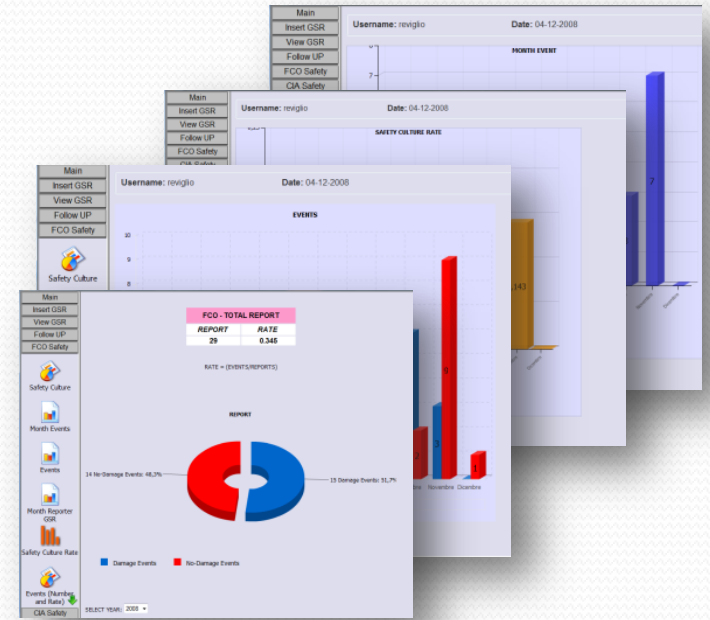 Main
Insert GSR
View GSR
Follow UP
FCO Safety
CIA Safety
Username: reviglio Date: 04-12-2008
MONTH EVENT
7
7
Novembre
Dicembre
Main
Insert GSR
View GSR
Follow UP
FCO Safety
CIA Safety
Username: reviglio Date: 04-12-2008
SAFETY CULTURE RATE
Dicembre
Main
Insert GSR
View GSR
Follow UP
FCO Safety
Safety Culture
Username: reviglio Date: 04-12-2008
EVENTS
10
9
8
2
3
9
1
Novembre Dicembre
Main
Insert GSR
View GSR
Follow UP
FCO Safety
Safety Culture
Month Events
Events
Month Reporter
GSR
Safety Culture Rate
Events (Number
and Rate)
CIA Safety
FCO - TOTAL REPORT
REPORT RATE
29 0.345
RATE = (EVENTS/REPORTS)
REPORT
14 No-Damage Events: 48,3%
15 Damage Events: 51,7%
Damage Events No-Damage Events
SELECT YEAR: 2008